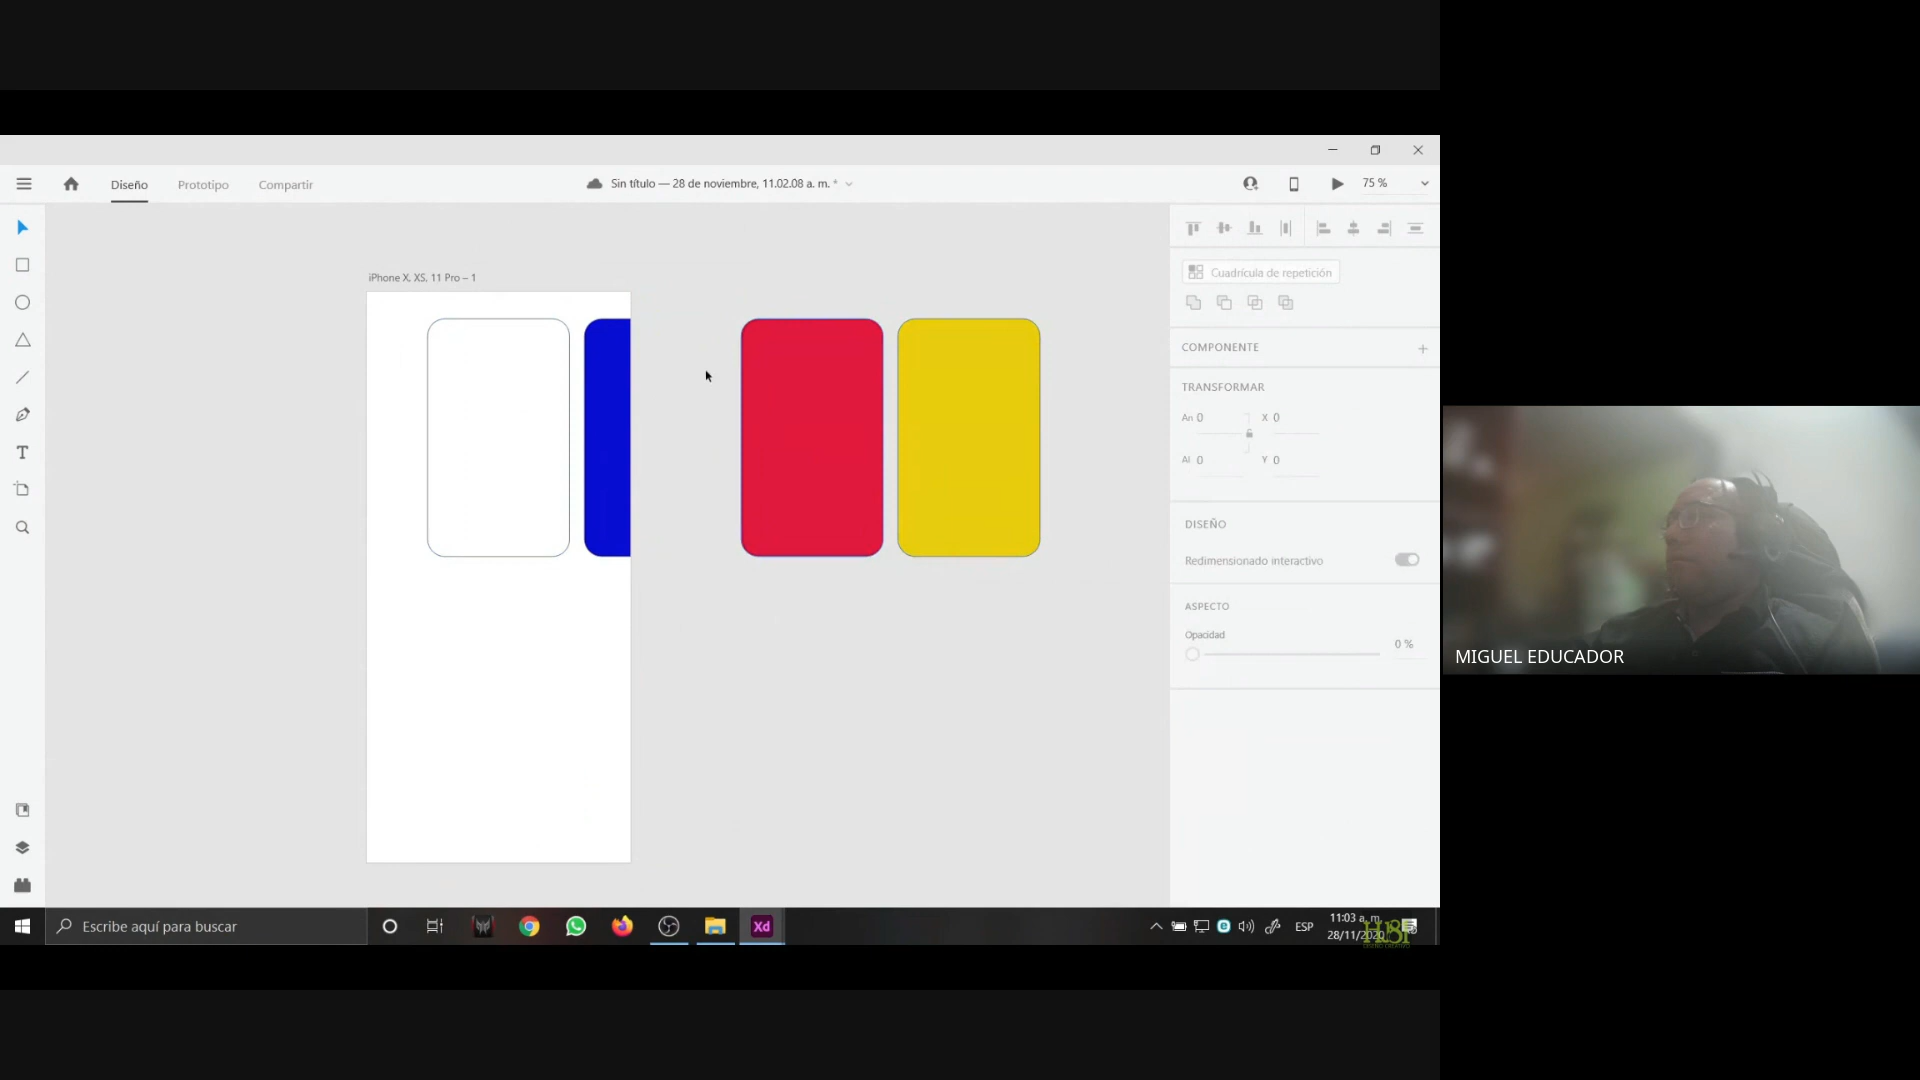 Diseño
Prototipo
Compartir
Sin título — 28 de noviembre, 11.02.08 a. m. *
75 %
iPhone X, XS, 11 Pro – 1
Cuadrícula de repetición
COMPONENTE
TRANSFORMAR
An 0
X 0
Al 0
Y 0
DISEÑO
Redimensionado interactivo
ASPECTO
Opacidad
0 %
MIGUEL EDUCADOR
Escribe aquí para buscar
Xd
ESP
11:03 a. m.
28/11/2020